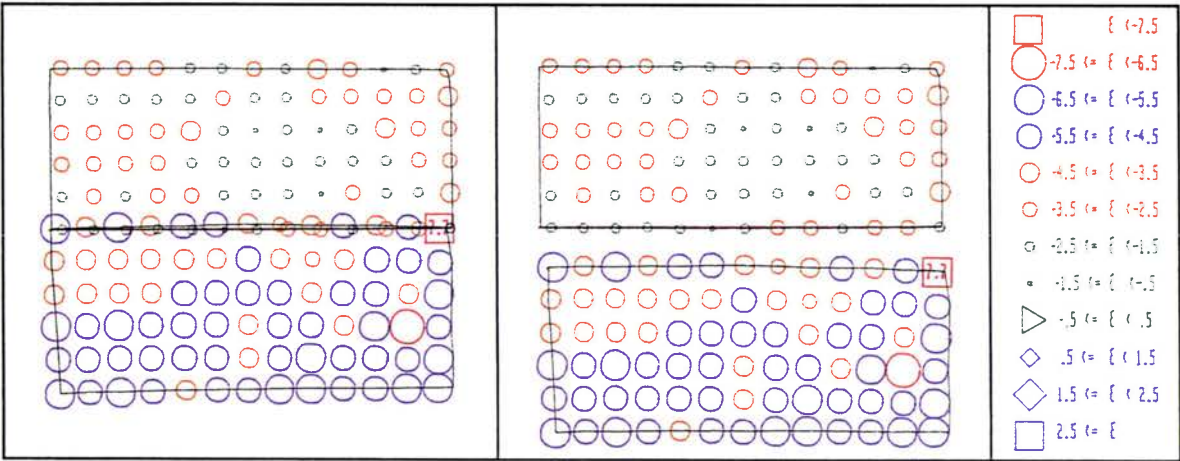 7.7
7.7
ξ <-7.5
-7.5 <= ξ <-6.5
-6.5 <= ξ <-5.5
-5.5 <= ξ <-4.5
-4.5 <= ξ <-3.5
-3.5 <= ξ <-2.5
-2.5 <= ξ <-1.5
-1.5 <= ξ <-.5
-.5 <= ξ < .5
.5 <= ξ < 1.5
1.5 <= ξ < 2.5
2.5 <= ξ